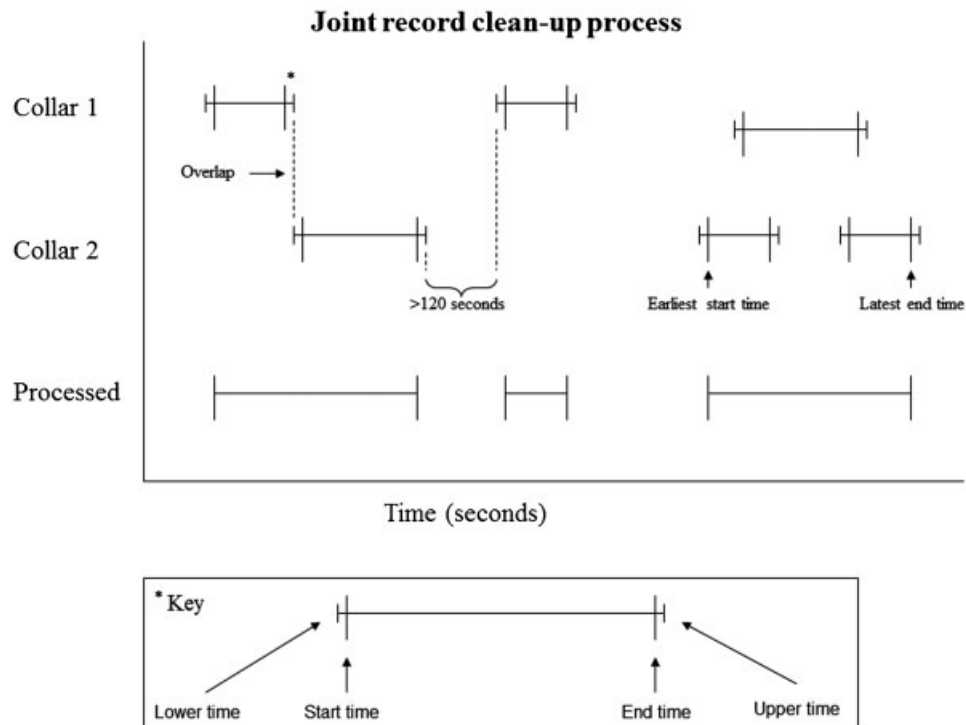 Joint record clean-up process
*
Collar 1
Overlap
Collar 2
>120 seconds
Earliest start time
Latest end time
Processed
Time (seconds)
* Key
Lower time
Start time
End time
Upper time